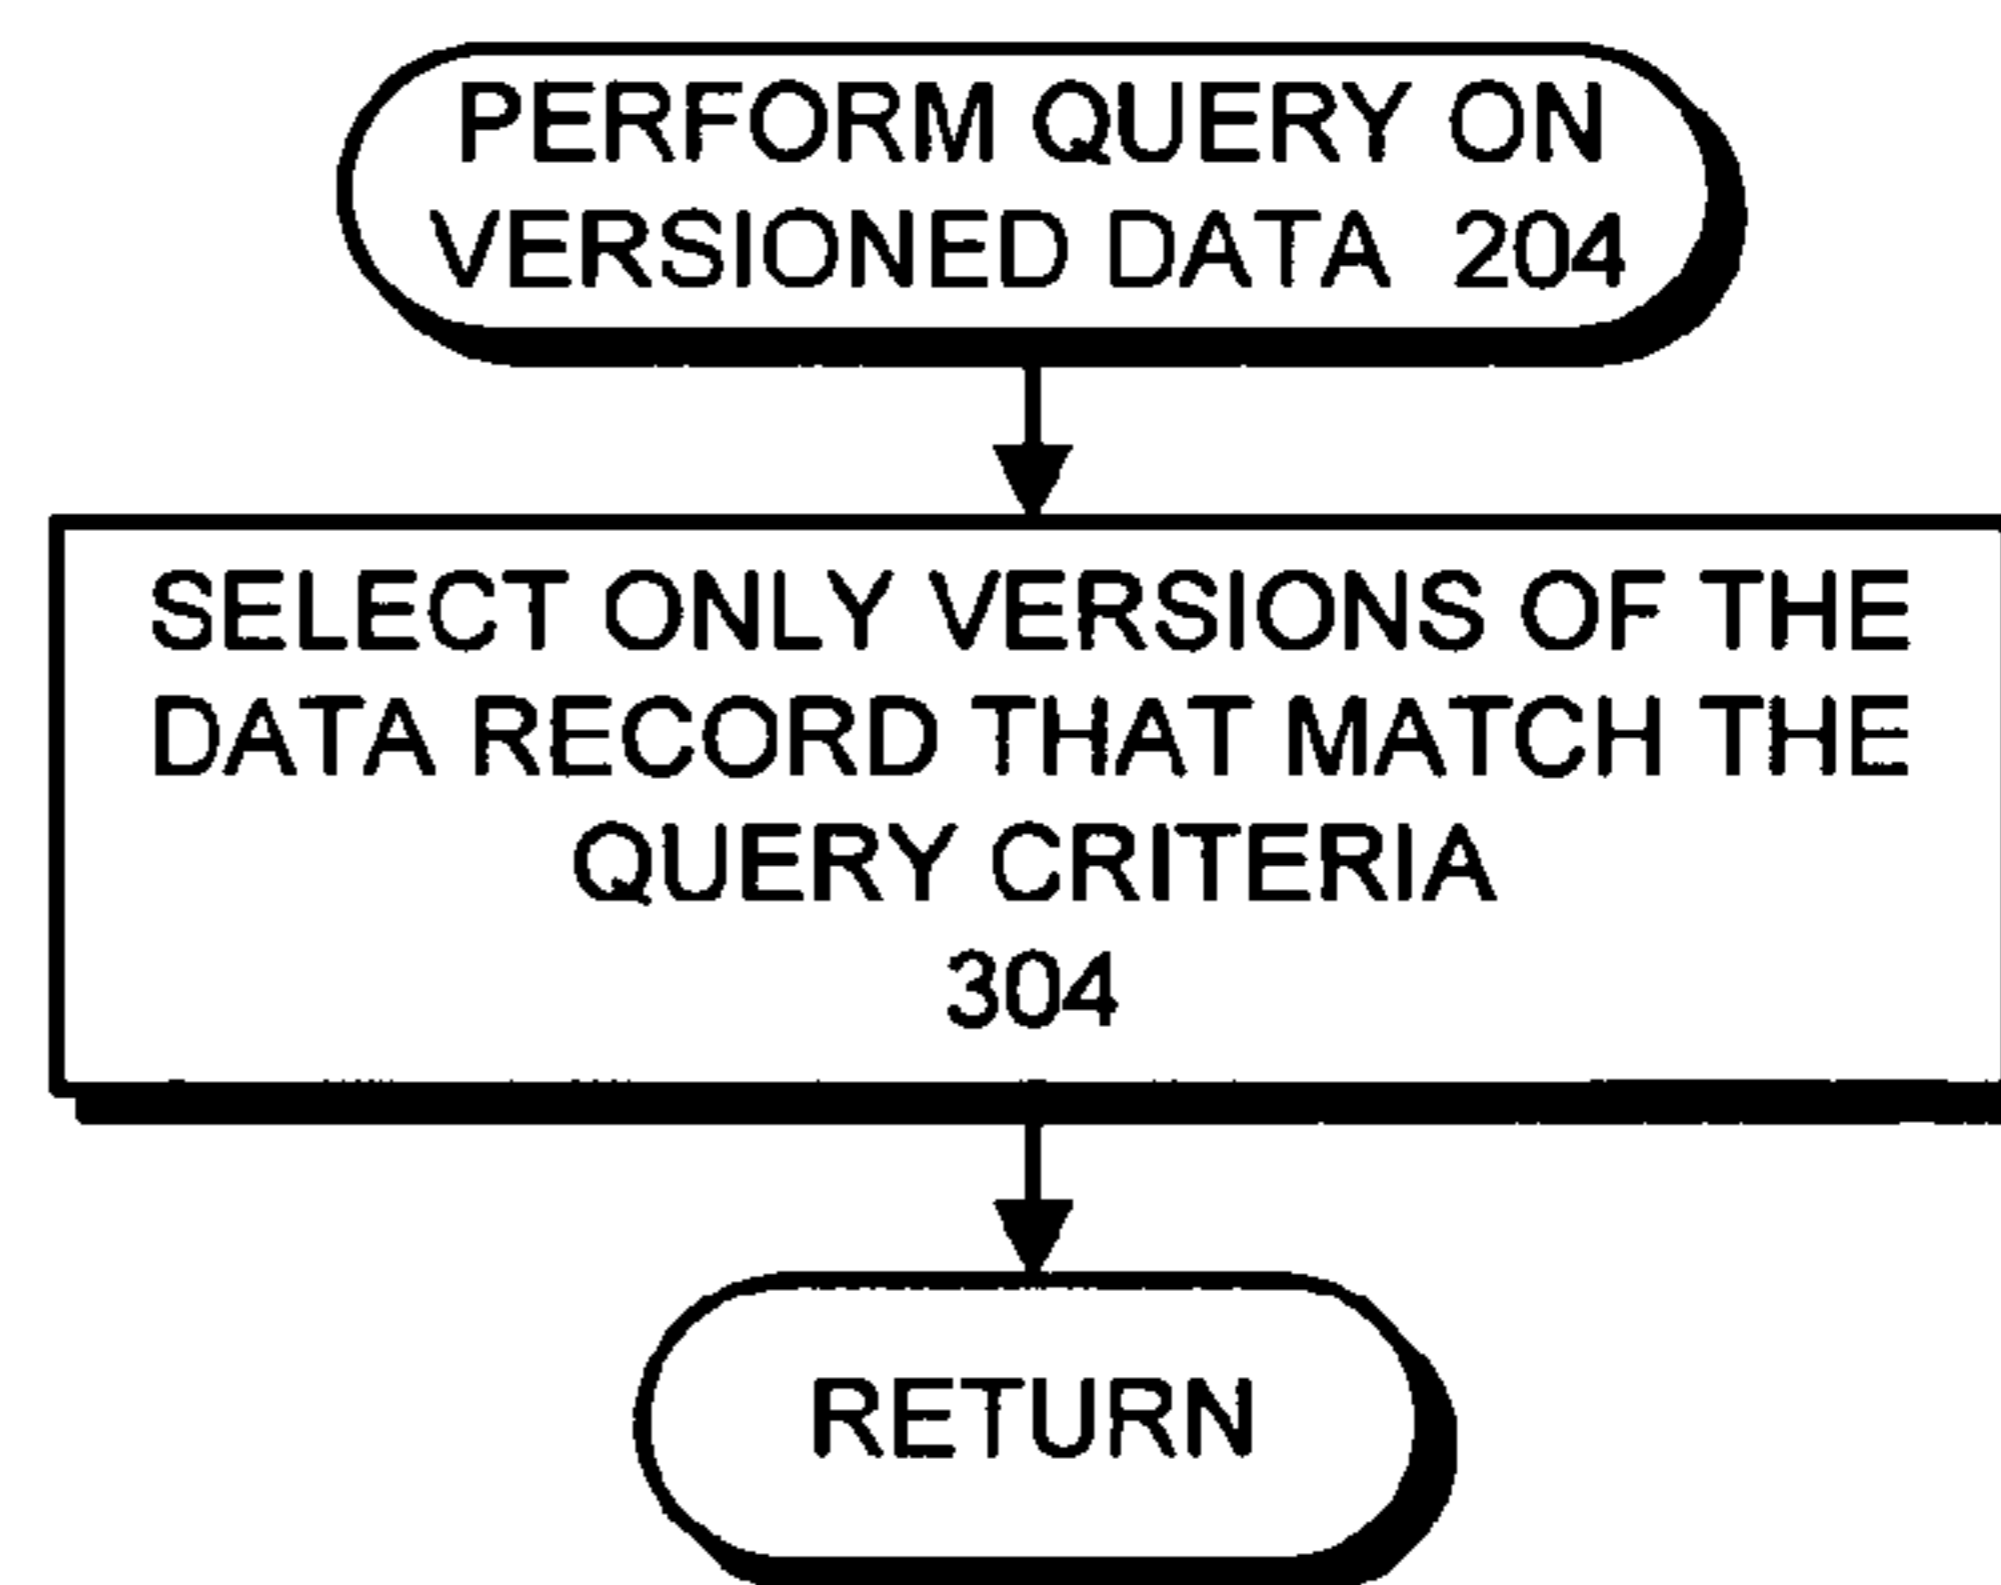 PERFORM QUERY ON
VERSIONED DATA 204
SELECT ONLY VERSIONS OF THE
DATA RECORD THAT MATCH THE
QUERY CRITERIA
304
RETURN